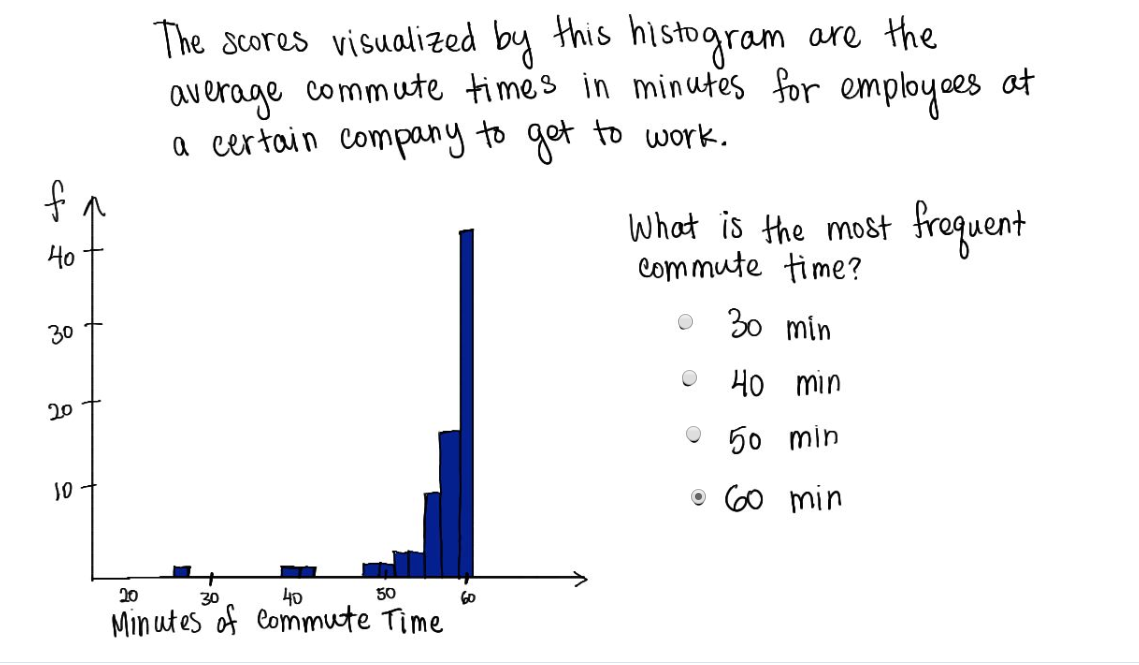 The scores visualized by this histogram are the
average commute times in minutes for employees at
a certain company to get to work.
f
40
30
20
10
20 30 40 50 60
Minutes of Commute Time
What is the most frequent
commute time?
30 min
40 min
50 min
60 min